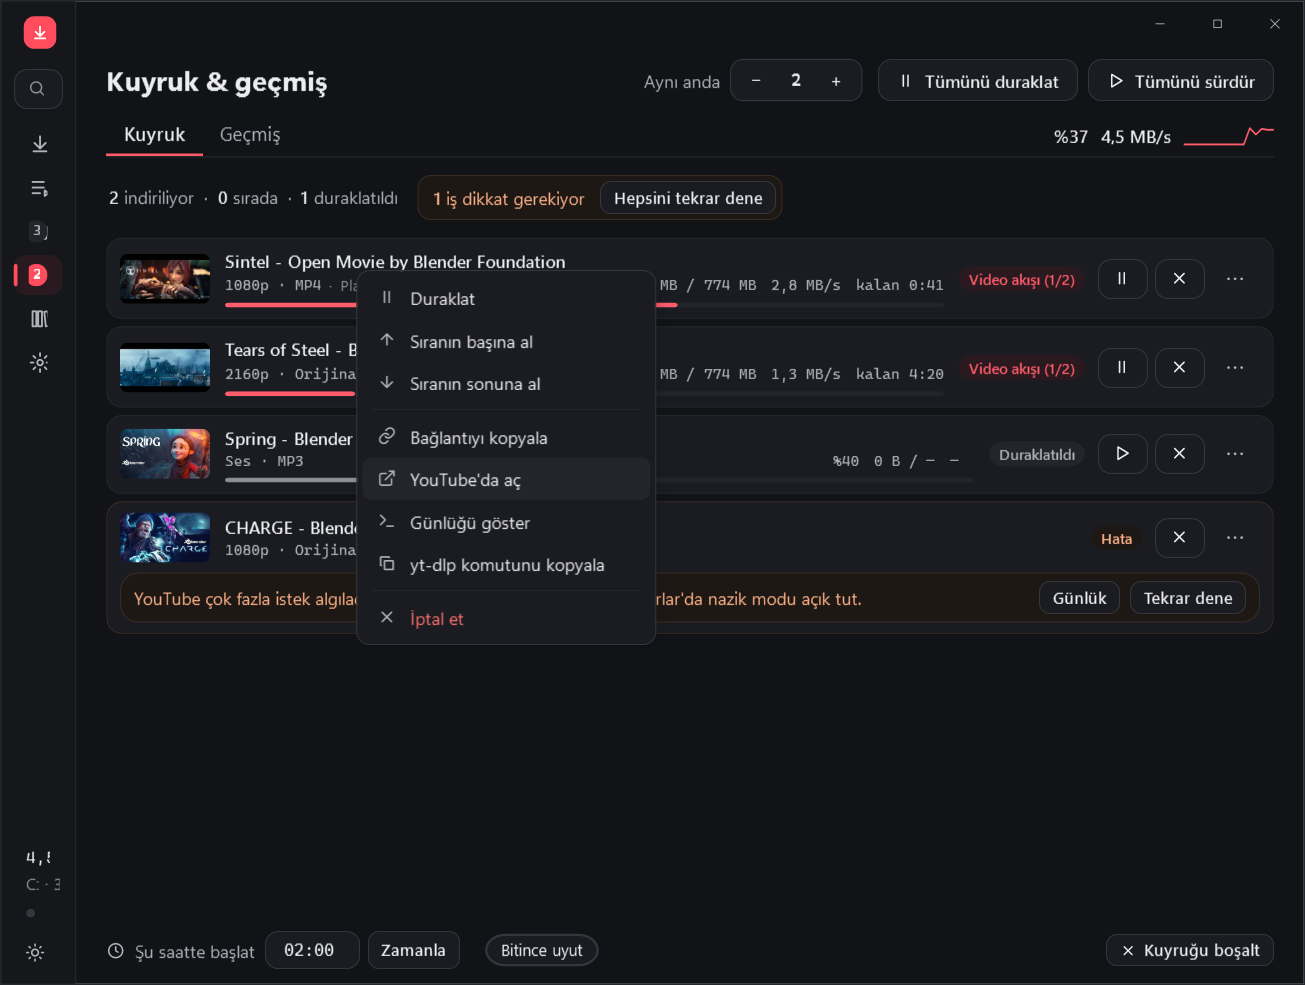 Kuyruk & geçmiş
Aynı anda − 2 +
Tümünü duraklat
Tümünü sürdür
Kuyruk Geçmiş
%37 4,5 MB/s
2 indiriliyor · 0 sırada · 1 duraklatıldı
1 iş dikkat gerekiyor Hepsini tekrar dene
3
2
Sintel - Open Movie by Blender Foundation
1080p · MP4 ·
MB / 774 MB 2,8 MB/s kalan 0:41
Video akışı (1/2)
Tears of Steel -
2160p ·
MB / 774 MB 1,3 MB/s kalan 4:20
Video akışı (1/2)
SPRING
Spring - Blender
Ses · MP3
%40 0 B / — —
Duraklatıldı
CHARGE
CHARGE -
1080p ·
Hata
YouTube çok fazla istek
nazik modu açık tut.
Günlük Tekrar dene
Duraklat
Sıranın başına al
Sıranın sonuna al
Bağlantıyı kopyala
YouTube'da aç
Günlüğü göster
yt-dlp komutunu kopyala
İptal et
C: ·
Şu saatte başlat 02:00 Zamanla Bitince uyut
Kuyruğu boşalt